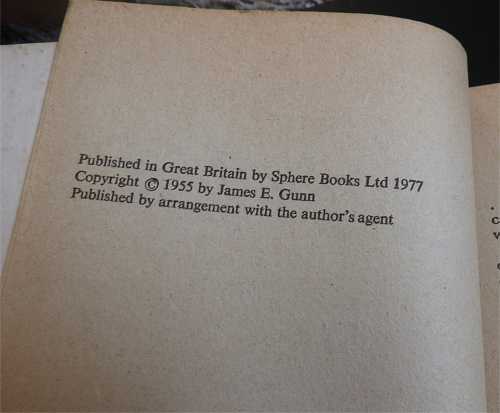 Published in Great Britain by Sphere Books Ltd 1977
Copyright © 1955 by James E. Gunn
Published by arrangement with the author's agent